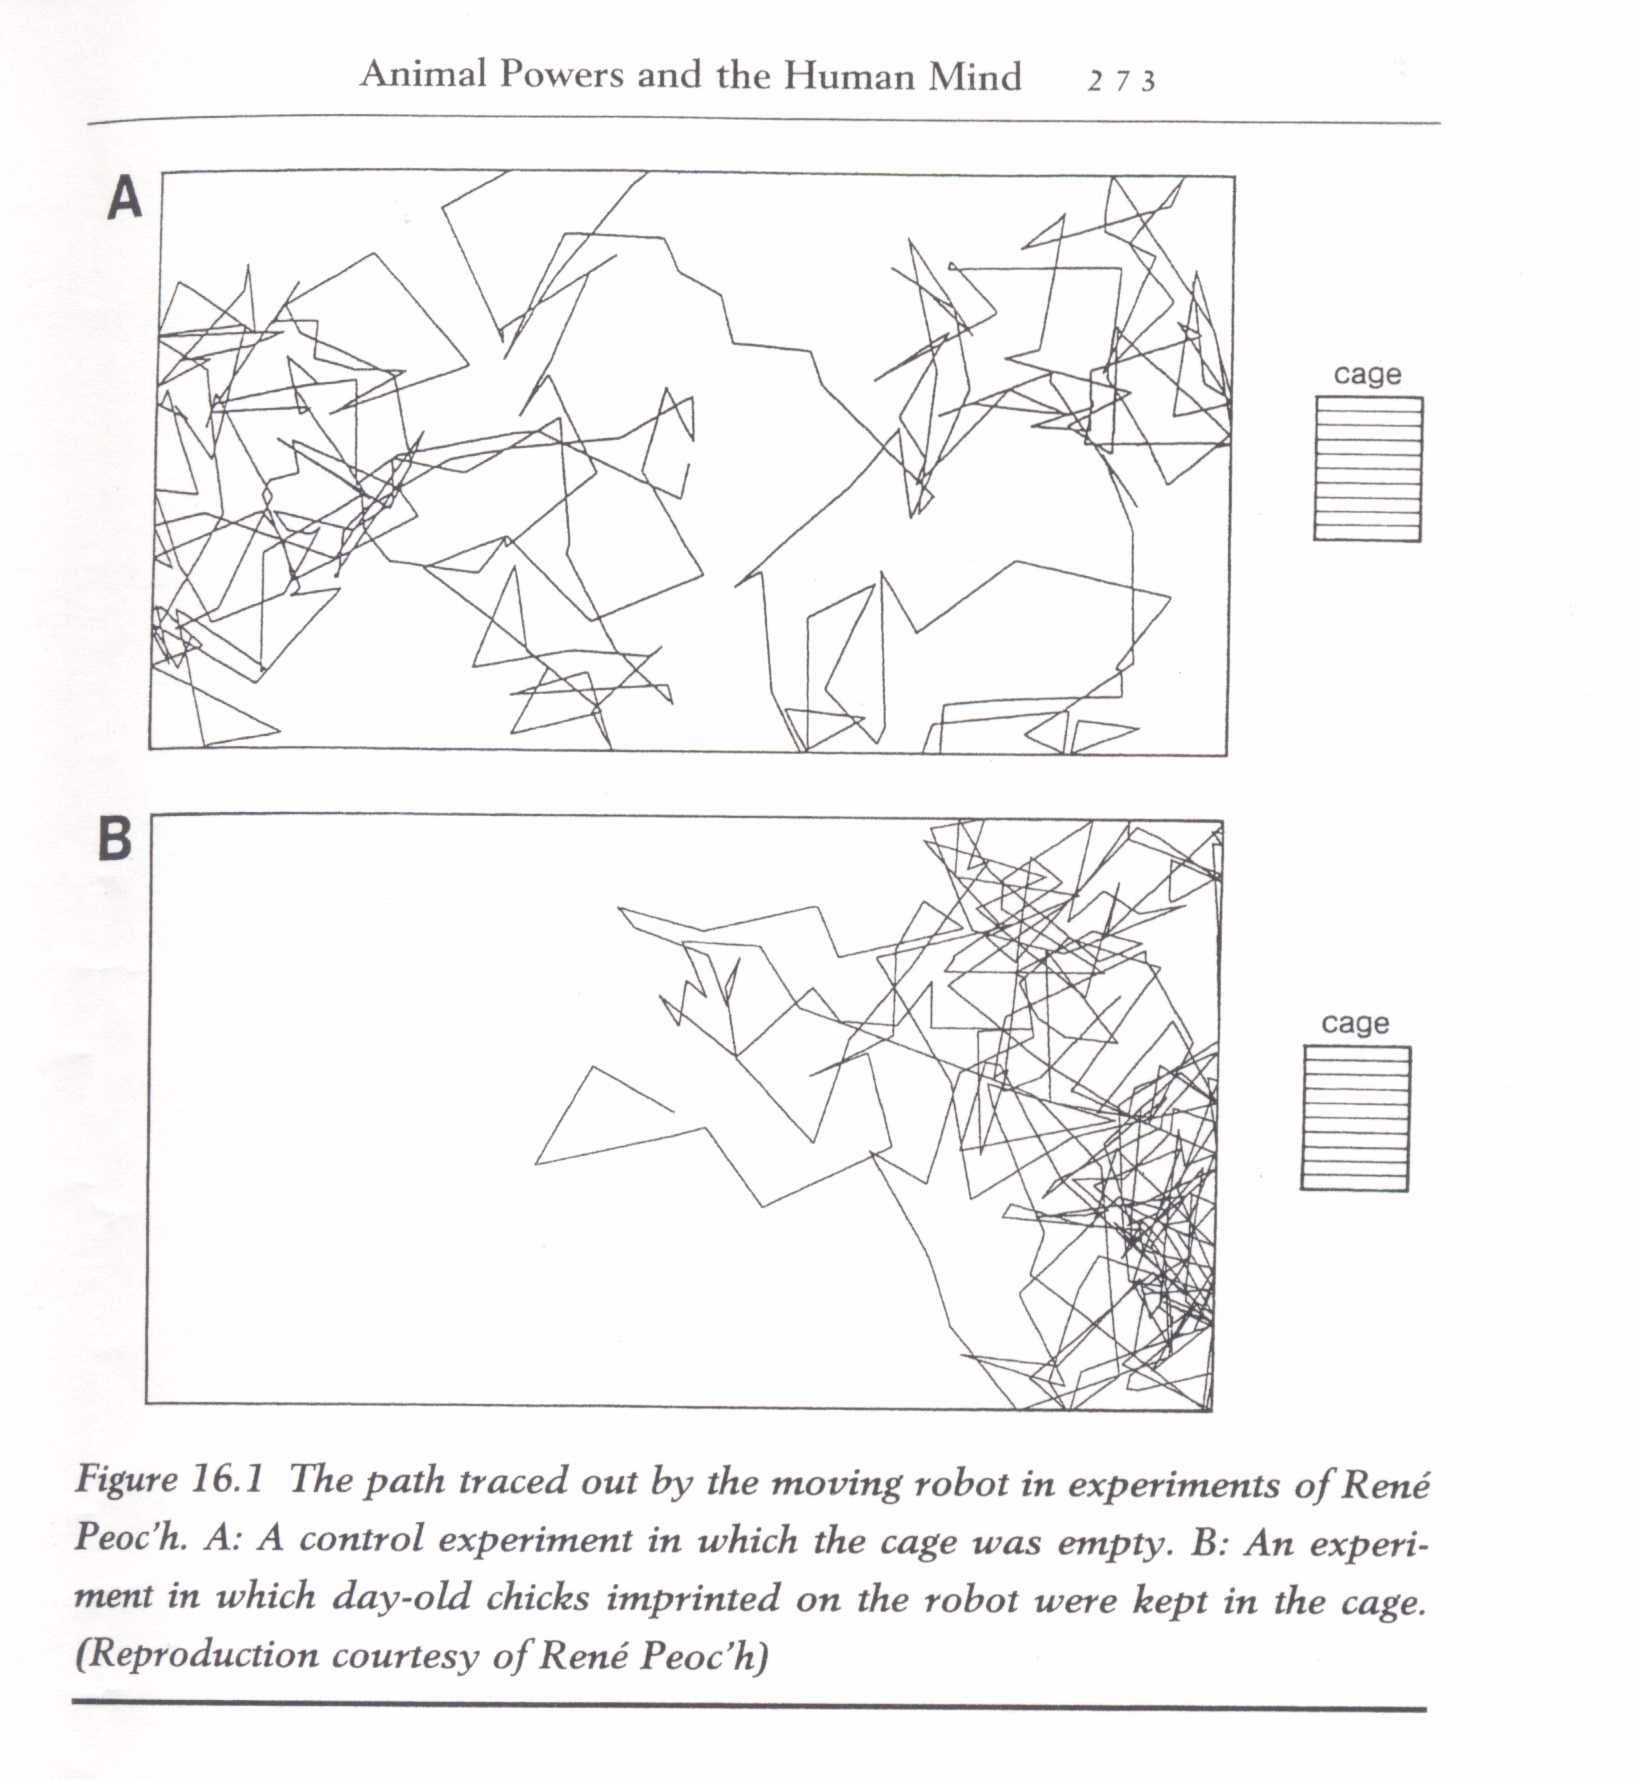 Animal Powers and the Human Mind 273
A
cage
B
cage
Figure 16.1 The path traced out by the moving robot in experiments of René
Peoc'h. A: A control experiment in which the cage was empty. B: An experi-
ment in which day-old chicks imprinted on the robot were kept in the cage.
(Reproduction courtesy of René Peoc'h)